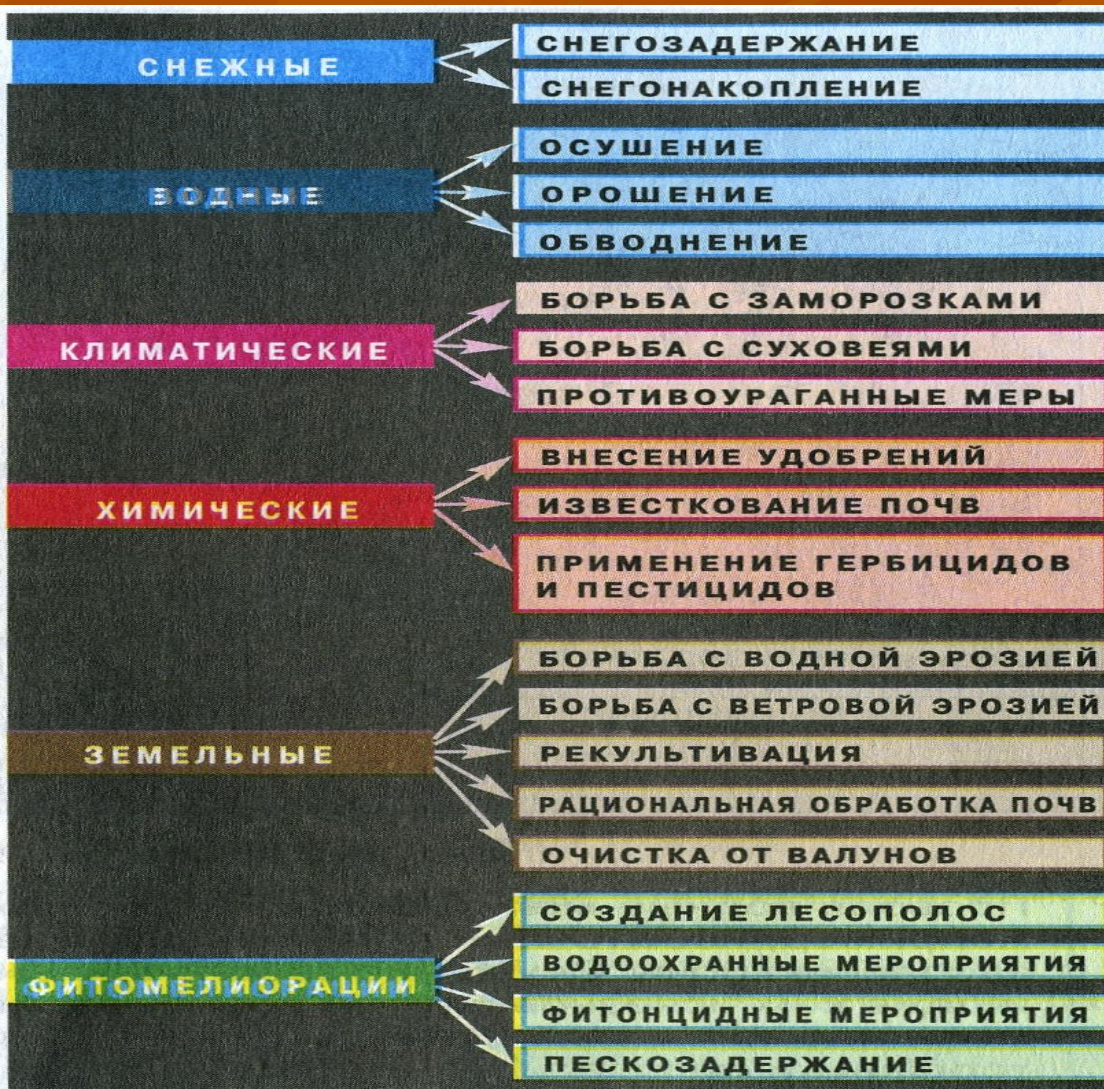 СНЕЖНЫЕ
СНЕГОЗАДЕРЖАНИЕ
СНЕГОНАКОПЛЕНИЕ
ВОДНЫЕ
ОСУШЕНИЕ
ОРОШЕНИЕ
ОБВОДНЕНИЕ
КЛИМАТИЧЕСКИЕ
БОРЬБА С ЗАМОРОЗКАМИ
БОРЬБА С СУХОВЕЯМИ
ПРОТИВОУРАГАННЫЕ МЕРЫ
ХИМИЧЕСКИЕ
ВНЕСЕНИЕ УДОБРЕНИЙ
ИЗВЕСТКОВАНИЕ ПОЧВ
ПРИМЕНЕНИЕ ГЕРБИЦИДОВ
И ПЕСТИЦИДОВ
ЗЕМЕЛЬНЫЕ
БОРЬБА С ВОДНОЙ ЭРОЗИЕЙ
БОРЬБА С ВЕТРОВОЙ ЭРОЗИЕЙ
РЕКУЛЬТИВАЦИЯ
РАЦИОНАЛЬНАЯ ОБРАБОТКА ПОЧВ
ОЧИСТКА ОТ ВАЛУНОВ
ФИТОМЕЛИОРАЦИИ
СОЗДАНИЕ ЛЕСОПОЛОС
ВОДООХРАННЫЕ МЕРОПРИЯТИЯ
ФИТОНЦИДНЫЕ МЕРОПРИЯТИЯ
ПЕСКОЗАДЕРЖАНИЕ